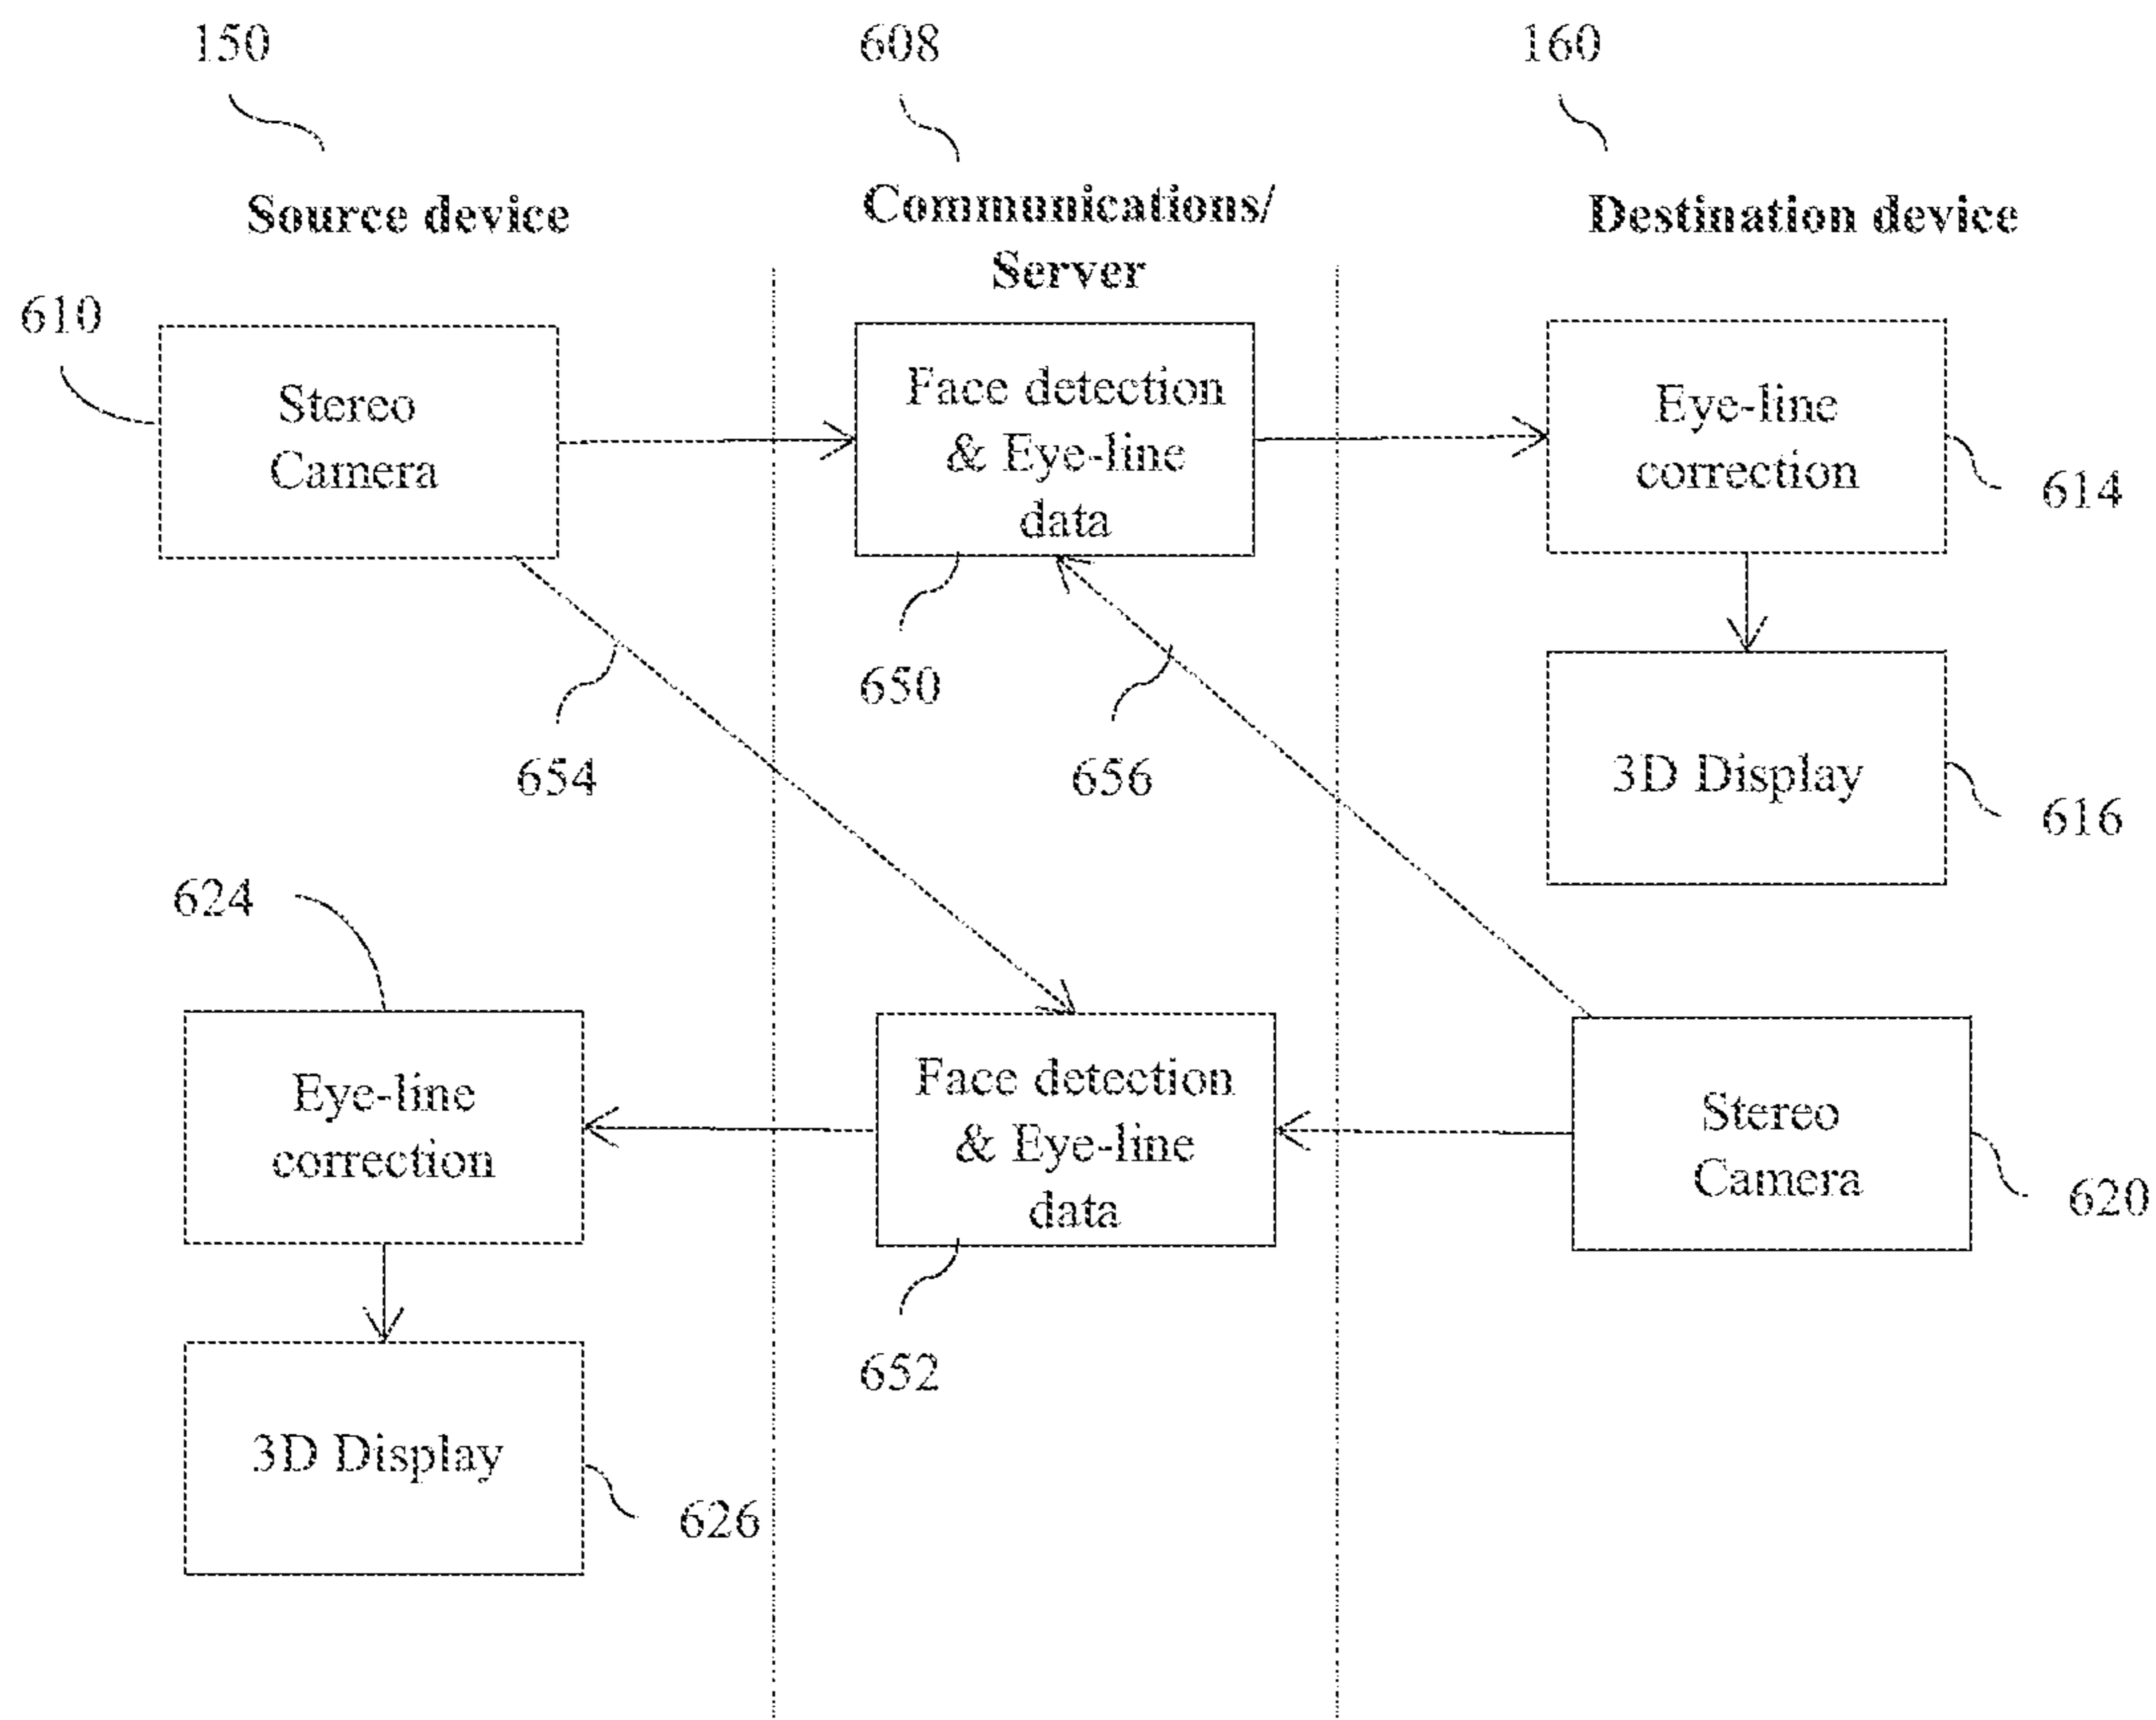 150
608
160
Source device
Communications/
Server
Destination device
610
Stereo
Camera
Face detection
& Eye-line
data
Eye-line
correction
614
650
654
656
3D Display
616
624
Eye-line
correction
Face detection
& Eye-line
data
Stereo
Camera
620
652
3D Display
626